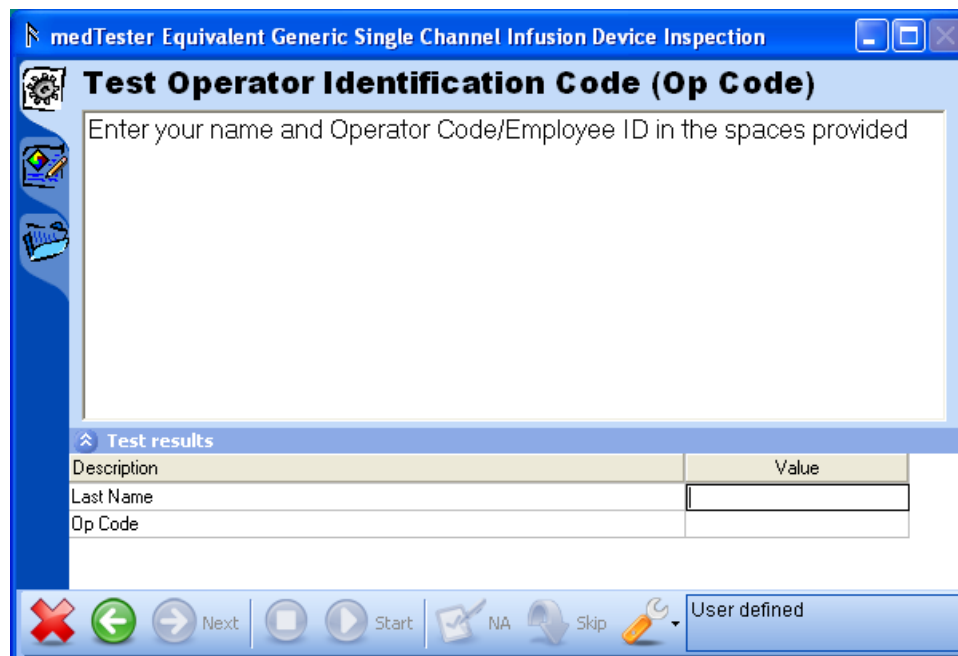 medTester Equivalent Generic Single Channel Infusion Device Inspection
Test Operator Identification Code (Op Code)
Enter your name and Operator Code/Employee ID in the spaces provided
Test results
Description Value
Last Name
Op Code
Next Start NA Skip User defined